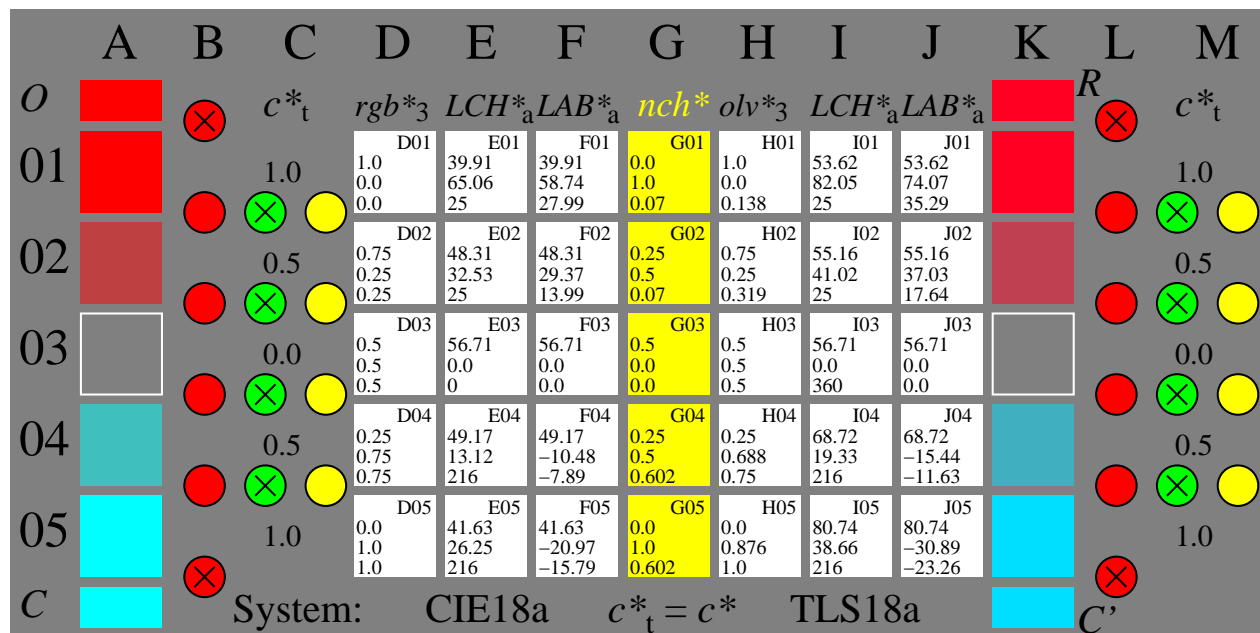 A B C D E F G H I J K L M
O c*t rgb*3 LCH*a LAB*a nch* olv*3 LCH*a LAB*a R c*t
01 1.0 D01 E01 F01 G01 H01 I01 J01 1.0
1.0 39.91 39.91 0.0 1.0 53.62 53.62
0.0 65.06 58.74 1.0 0.0 82.05 74.07
0.0 25 27.99 0.07 0.138 25 35.29
02 0.5 D02 E02 F02 G02 H02 I02 J02 0.5
0.75 48.31 48.31 0.25 0.75 55.16 55.16
0.25 32.53 29.37 0.5 0.25 41.02 37.03
0.25 25 13.99 0.07 0.319 25 17.64
03 0.0 D03 E03 F03 G03 H03 I03 J03 0.0
0.5 56.71 56.71 0.5 0.5 56.71 56.71
0.5 0.0 0.0 0.0 0.5 0.0 0.0
0.5 0 0.0 0.0 0.5 360 0.0
04 0.5 D04 E04 F04 G04 H04 I04 J04 0.5
0.25 49.17 49.17 0.25 0.25 68.72 68.72
0.75 13.12 −10.48 0.5 0.688 19.33 −15.44
0.75 216 −7.89 0.602 0.75 216 −11.63
05 1.0 D05 E05 F05 G05 H05 I05 J05 1.0
0.0 41.63 41.63 0.0 0.0 80.74 80.74
1.0 26.25 −20.97 1.0 0.876 38.66 −30.89
1.0 216 −15.79 0.602 1.0 216 −23.26
C System: CIE18a c*t = c* TLS18a C'